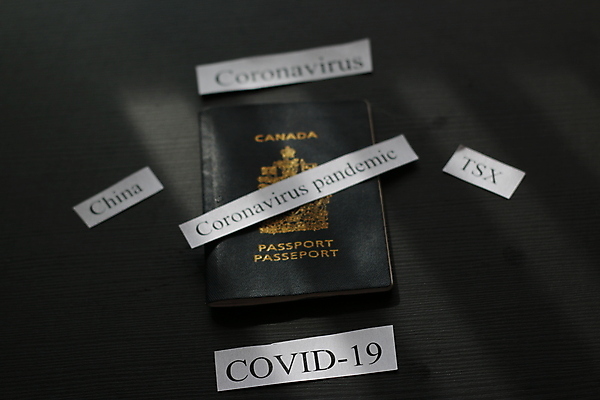 Coronavirus
CANADA
Coronavirus pandemic
China
TSX
PASSPORT
PASSEPORT
COVID-19